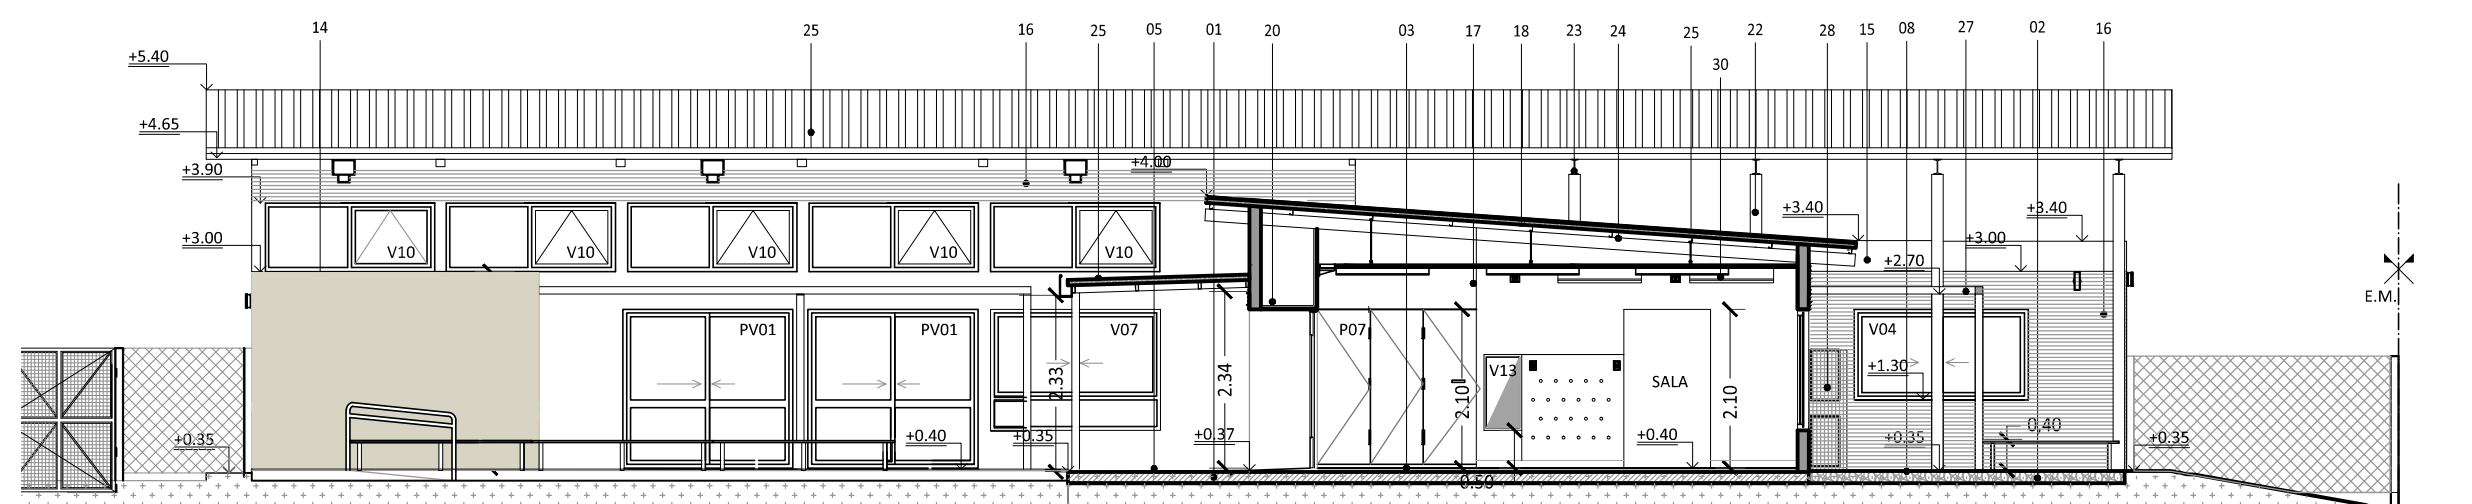 14 25 16 25 05 01 20 03 17 18 23 24 25 22 28 15 08 27 02 16
30
+5.40
+4.65
+4.00
+3.90
+3.40 +3.40
+3.00 +3.00
V10 V10 V10 V10 V10
+2.70
E.M.
PV01 PV01 V07 P07 V04
+1.30
V13
SALA
2.33 2.34 2.10 2.10
0,40
+0.35 +0.40 +0.35 +0.37 +0.40 +0.35 +0.35
0.50